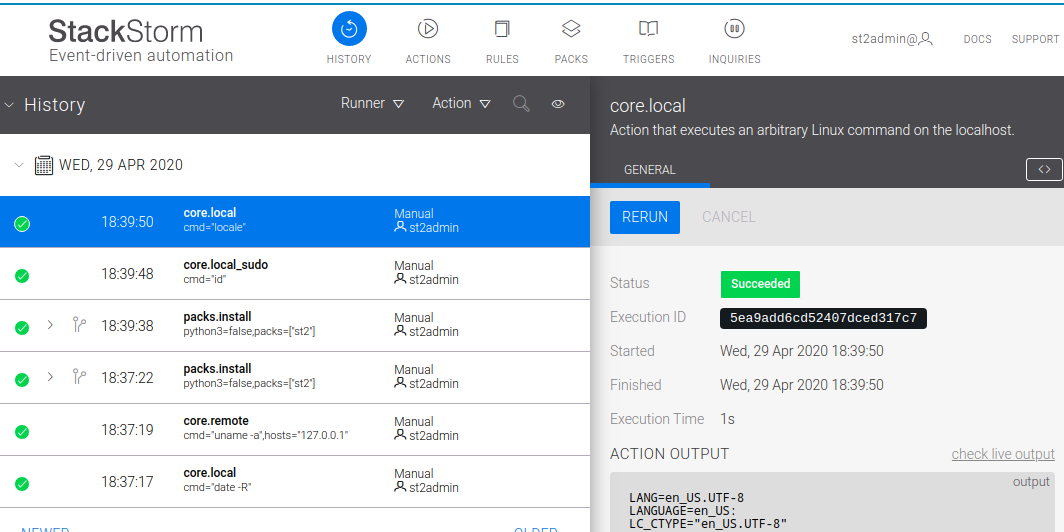 StackStorm
Event-driven automation
HISTORY
ACTIONS
RULES
PACKS
TRIGGERS
INQUIRIES
st2admin@
DOCS
SUPPORT
History
Runner
Action
WED, 29 APR 2020
18:39:50
core.local
cmd="locale"
Manual
st2admin
18:39:48
core.local_sudo
cmd="id"
Manual
st2admin
18:39:38
packs.install
python3=false,packs=["st2"]
Manual
st2admin
18:37:22
packs.install
python3=false,packs=["st2"]
Manual
st2admin
18:37:19
core.remote
cmd="uname -a",hosts="127.0.0.1"
Manual
st2admin
18:37:17
core.local
cmd="date -R"
Manual
st2admin
NEWER
OLDER
core.local
Action that executes an arbitrary Linux command on the localhost.
GENERAL
<>
RERUN
CANCEL
Status Succeeded
Execution ID 5ea9add6cd52407dced317c7
Started Wed, 29 Apr 2020 18:39:50
Finished Wed, 29 Apr 2020 18:39:50
Execution Time 1s
ACTION OUTPUT
check live output
output
LANG=en_US.UTF-8
LANGUAGE=en_US:
LC_CTYPE="en_US.UTF-8"